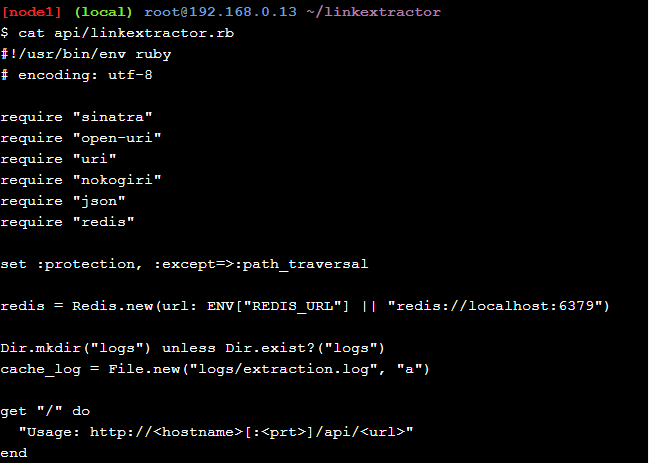 [node1] (local) root@192.168.0.13 ~/linkextractor
$ cat api/linkextractor.rb
#!/usr/bin/env ruby
# encoding: utf-8

require "sinatra"
require "open-uri"
require "uri"
require "nokogiri"
require "json"
require "redis"

set :protection, :except=>:path_traversal

redis = Redis.new(url: ENV["REDIS_URL"] || "redis://localhost:6379")

Dir.mkdir("logs") unless Dir.exist?("logs")
cache_log = File.new("logs/extraction.log", "a")

get "/" do
  "Usage: http://<hostname>[:<prt>]/api/<url>"
end